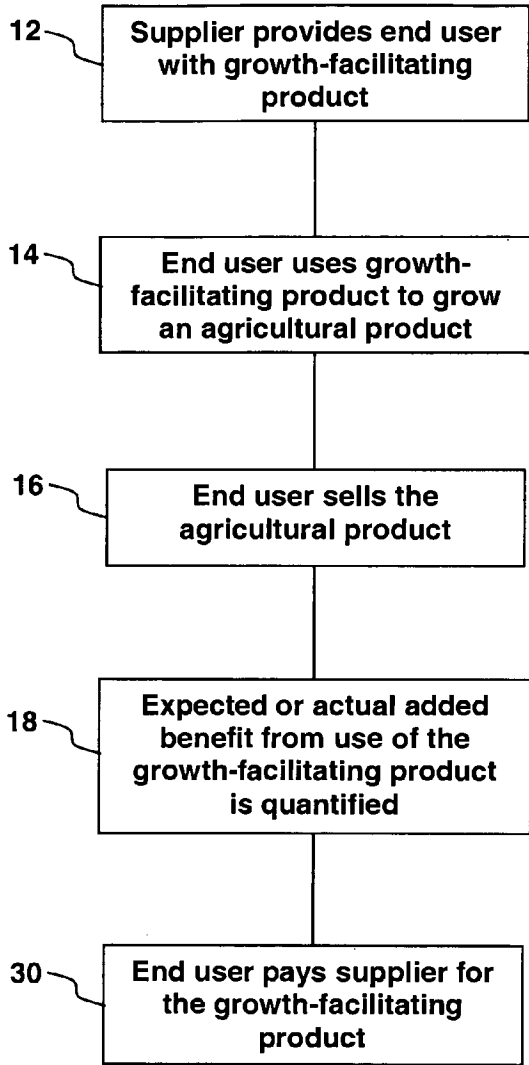 12
Supplier provides end user
with growth-facilitating
product
14
End user uses growth-
facilitating product to grow
an agricultural product
16
End user sells the
agricultural product
18
Expected or actual added
benefit from use of the
growth-facilitating product
is quantified
30
End user pays supplier for
the growth-facilitating
product